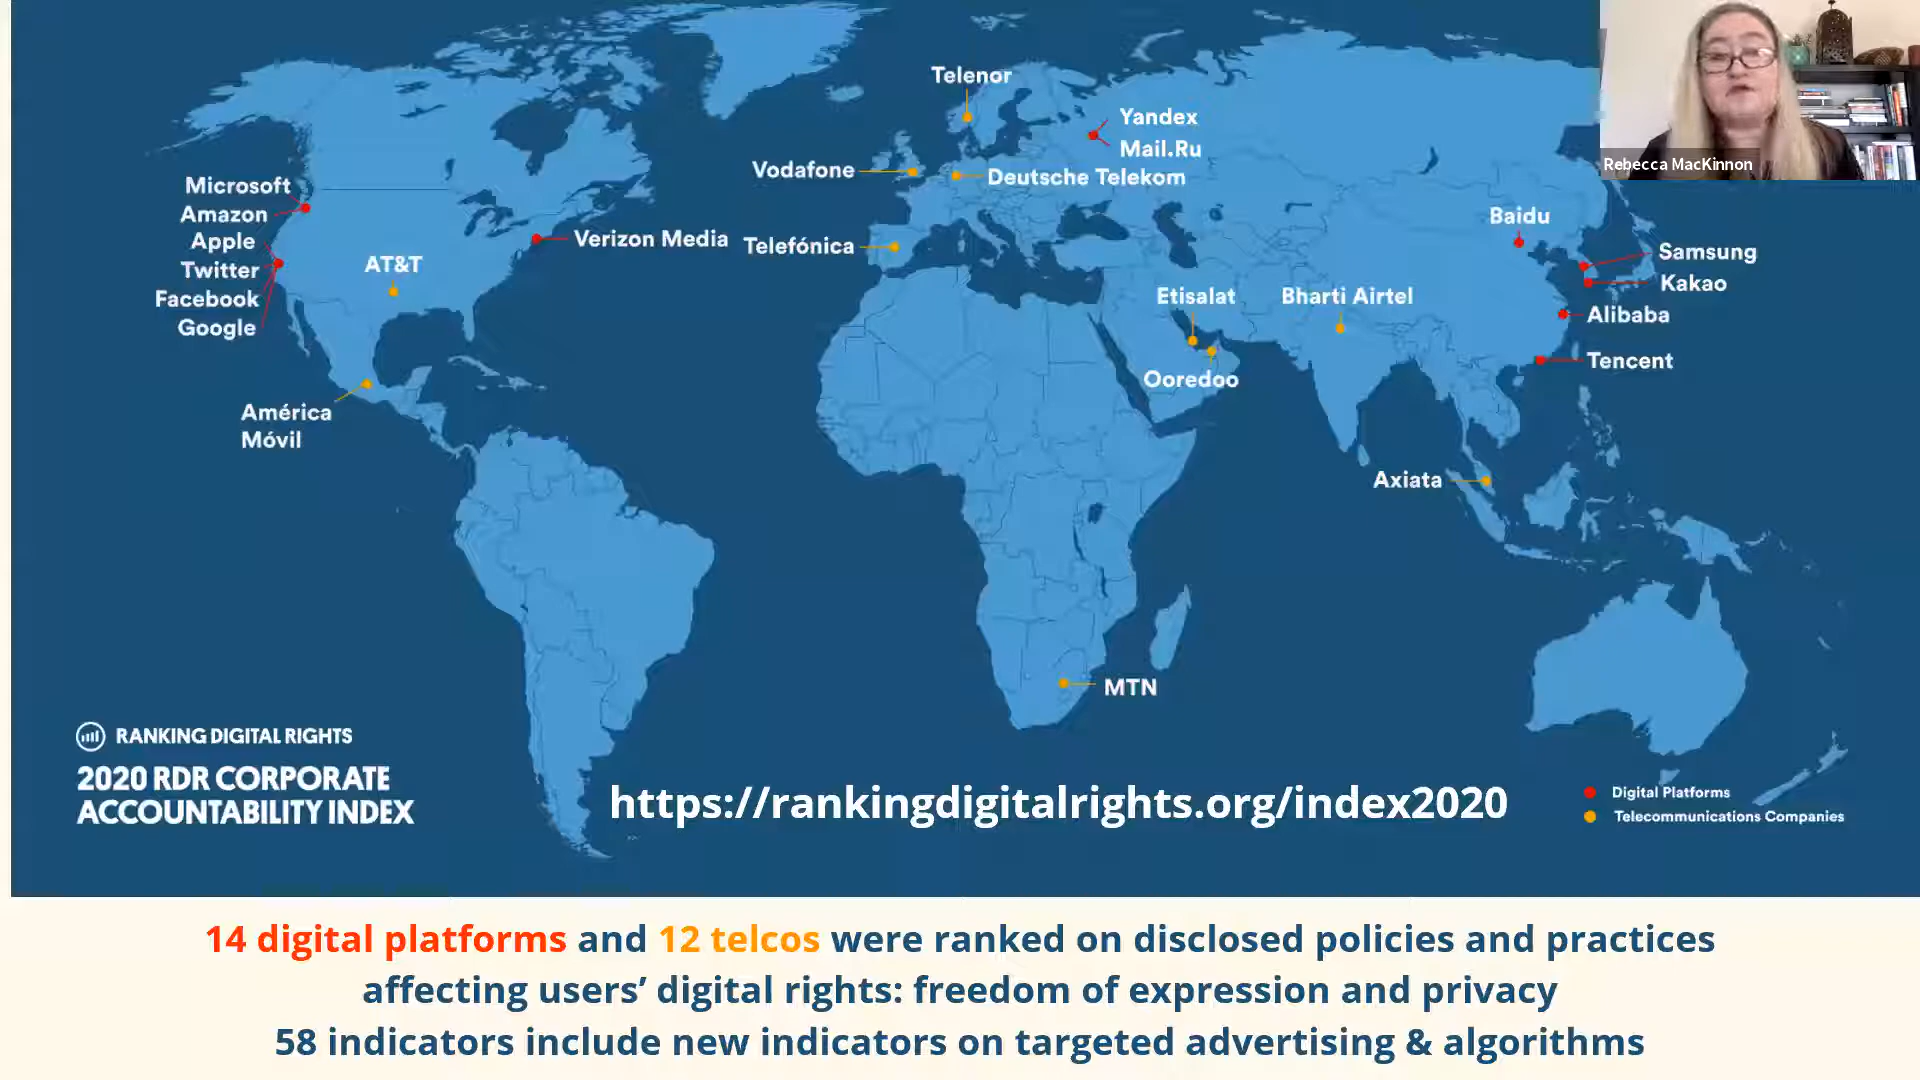 Telenor
Yandex
Mail.Ru
Vodafone
Deutsche Telekom
Rebecca MacKinnon
Microsoft
Amazon
Apple
Twitter
Facebook
Google
AT&T
Verizon Media
Telefónica
Baidu
Samsung
Kakao
Alibaba
Tencent
Etisalat
Bharti Airtel
Ooredoo
América
Móvil
Axiata
MTN
RANKING DIGITAL RIGHTS
2020 RDR CORPORATE
ACCOUNTABILITY INDEX
https://rankingdigitalrights.org/index2020
Digital Platforms
Telecommunications Companies
14 digital platforms and 12 telcos were ranked on disclosed policies and practices
affecting users’ digital rights: freedom of expression and privacy
58 indicators include new indicators on targeted advertising & algorithms